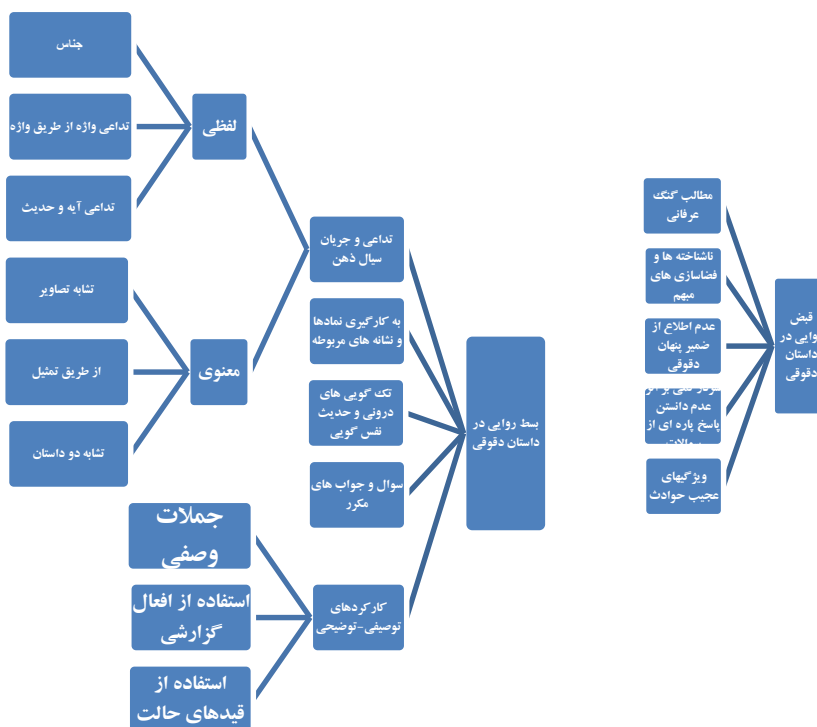 قبض
روایی در
داستان
دقوقی
مطالب گنگ
عرفانی
ناشناخته ها و
فضاسازی های
مبهم
عدم اطلاع از
ضمیر پنهان
دقوقی
عدم دانستن
پاسخ پاره ای از
ویژگیهای
عجیب حوادث
بسط روایی در
داستان دقوقی
تداعی و جریان
سیال ذهن
لفظی
جناس
تداعی واژه از طریق واژه
تداعی آیه و حدیث
معنوی
تشابه تصاویر
از طریق تمثیل
تشابه دو داستان
به کارگیری نمادها
و نشانه های مربوطه
تک گویی های
درونی و حدیث
نفس گویی
سوال و جواب های
مکرر
کارکردهای
توصیفی-توضیحی
جملات
وصفی
استفاده از افعال
گزارشی
استفاده از
قیدهای حالت